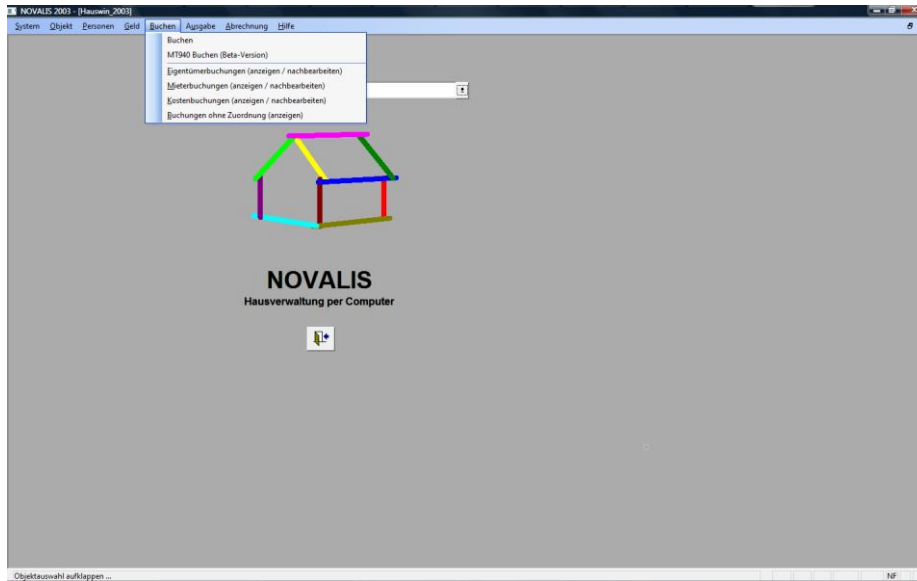 NOVALIS 2003 - [Hauswin_2003]
System Objekt Personen Geld Buchen Ausgabe Abrechnung Hilfe
Buchen
MT940 Buchen (Beta-Version)
Eigentümerbuchungen (anzeigen / nachbearbeiten)
Mieterbuchungen (anzeigen / nachbearbeiten)
Kostenbuchungen (anzeigen / nachbearbeiten)
Buchungen ohne Zuordnung (anzeigen)
NOVALIS
Hausverwaltung per Computer
Objektauswahl aufklappen ... NF